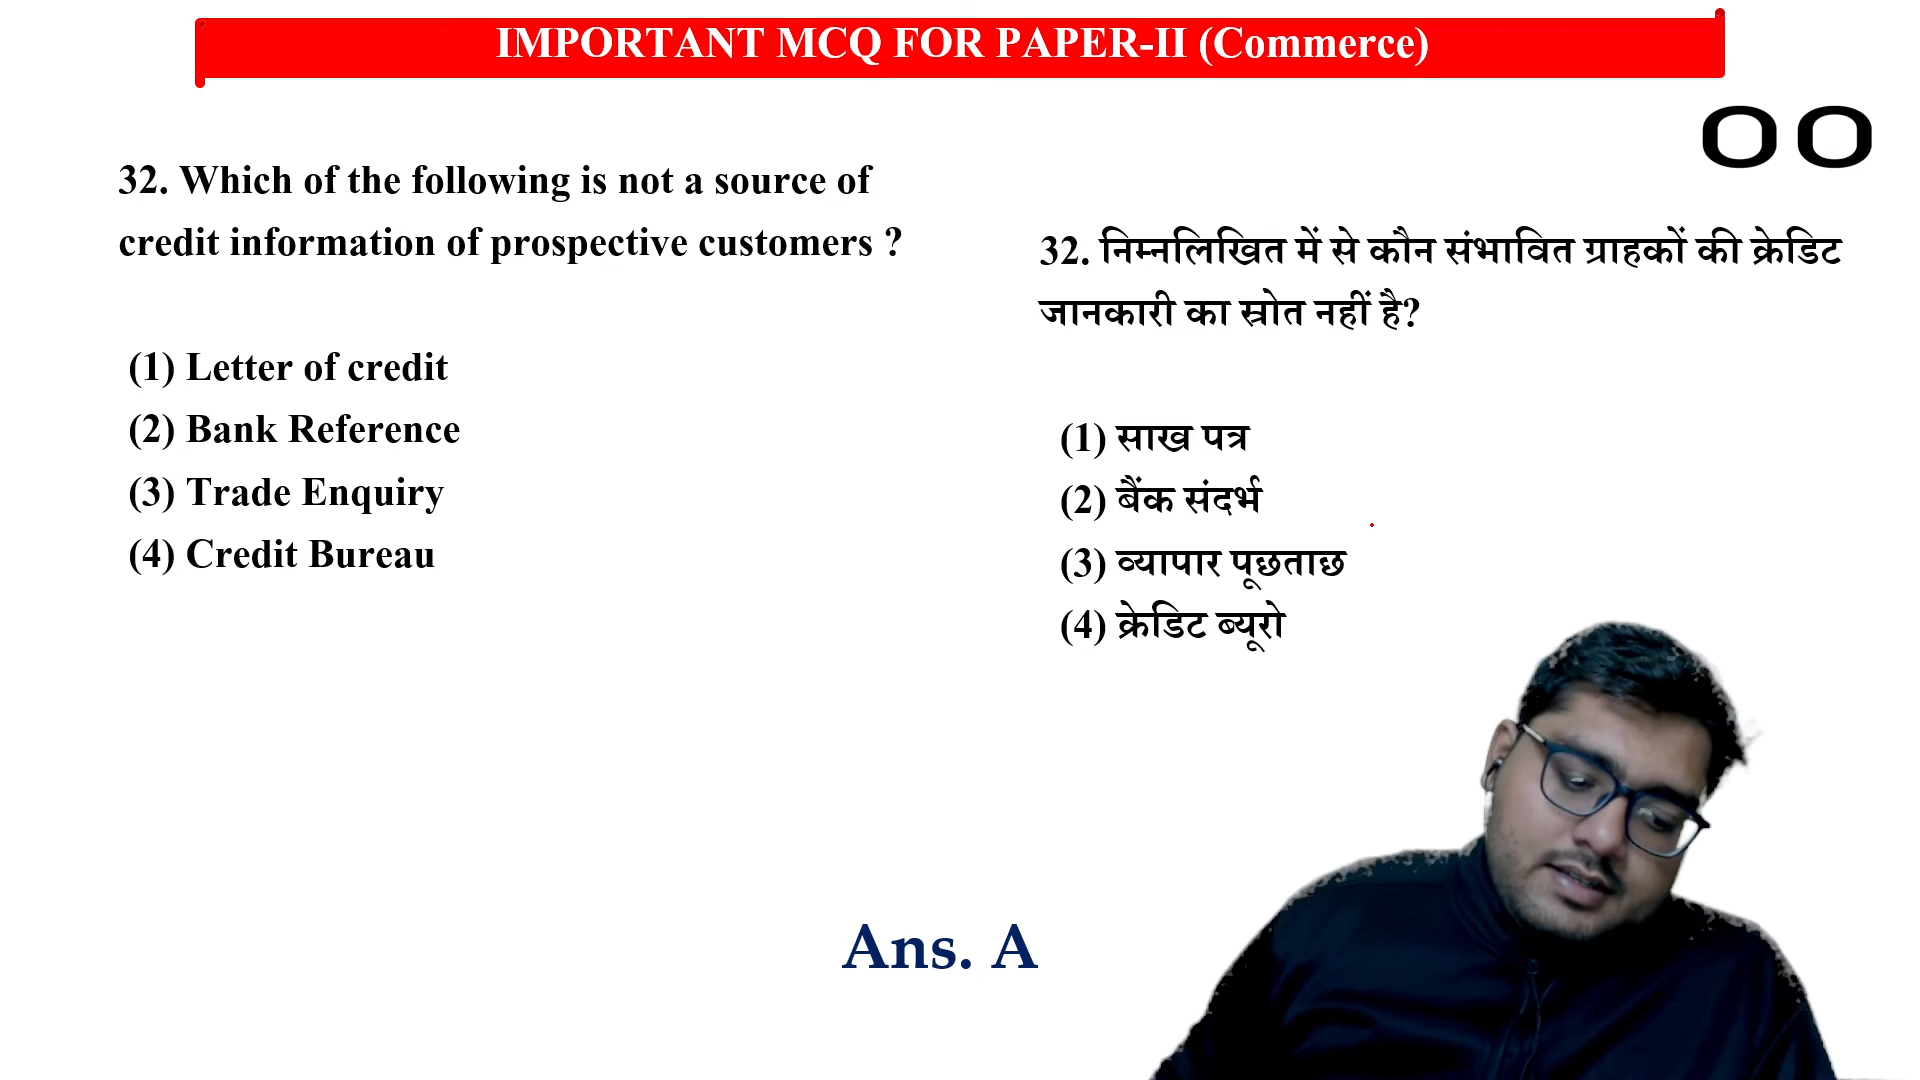 IMPORTANT MCQ FOR PAPER-II (Commerce)
00
32. Which of the following is not a source of
credit information of prospective customers ?
(1) Letter of credit
(2) Bank Reference
(3) Trade Enquiry
(4) Credit Bureau
32. निम्नलिखित में से कौन संभावित ग्राहकों की क्रेडिट
जानकारी का स्रोत नहीं है?
(1) साख पत्र
(2) बैंक संदर्भ
(3) व्यापार पूछताछ
(4) क्रेडिट ब्यूरो
Ans. A